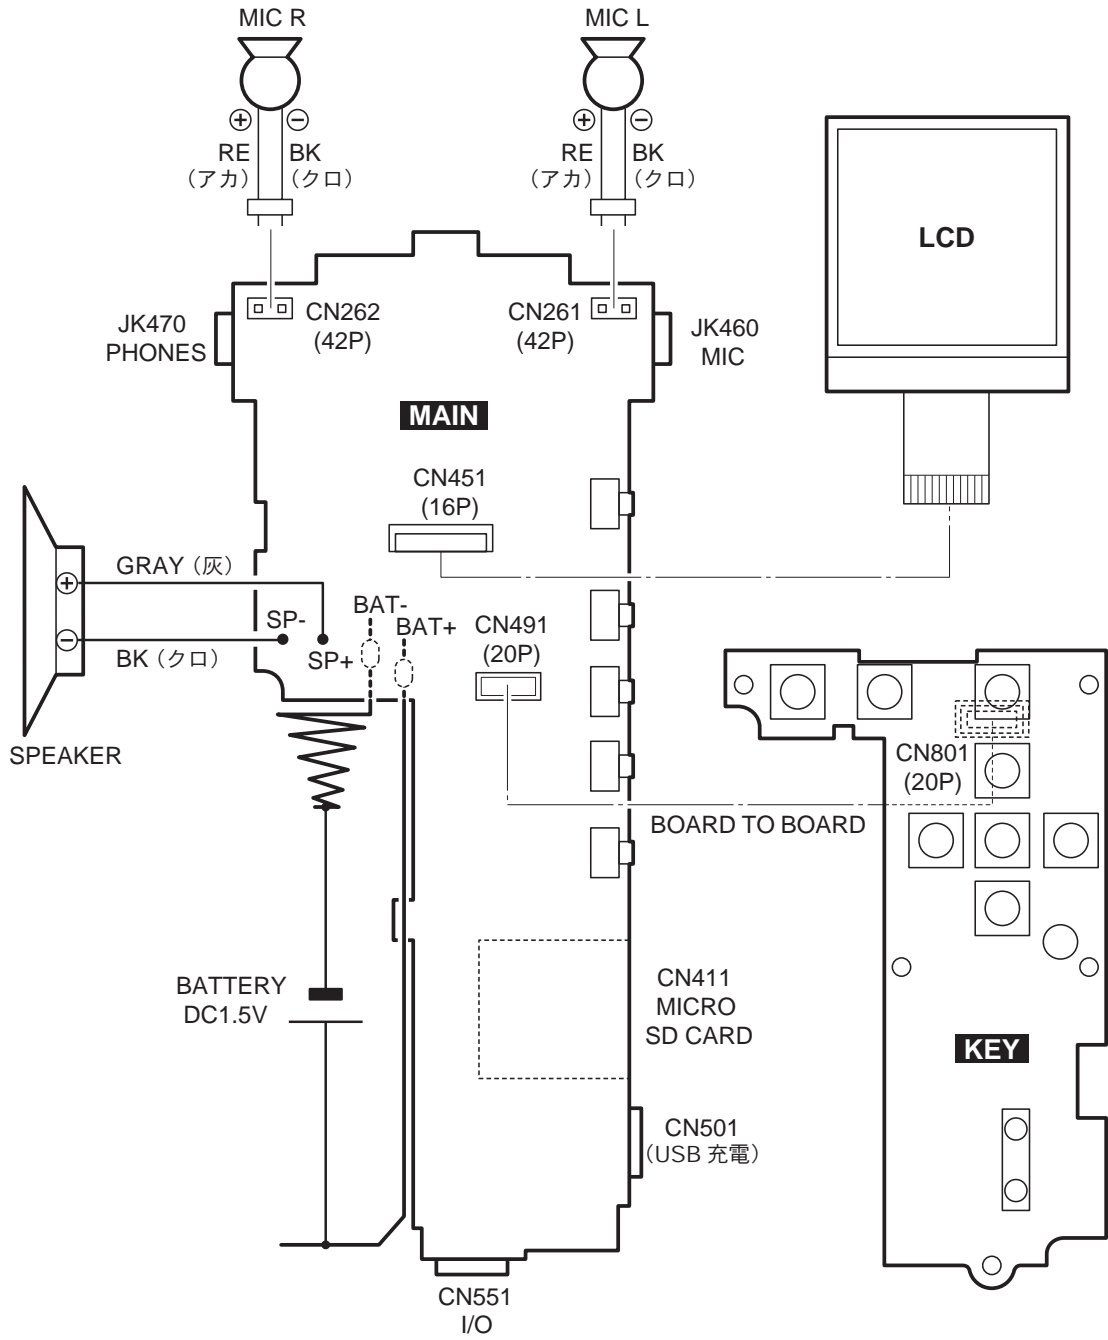 MIC R
MIC L
⊕ ⊖
RE BK
（アカ）（クロ）
⊕ ⊖
RE BK
（アカ）（クロ）
LCD
JK470
PHONES
CN262
(42P)
CN261
(42P)
JK460
MIC
MAIN
CN451
(16P)
GRAY（灰）
BK（クロ）
⊕
⊖
SP-
SP+
BAT-
BAT+
CN491
(20P)
SPEAKER
CN801
(20P)
BOARD TO BOARD
BATTERY
DC1.5V
CN411
MICRO
SD CARD
KEY
CN501
（USB 充電）
CN551
I/O